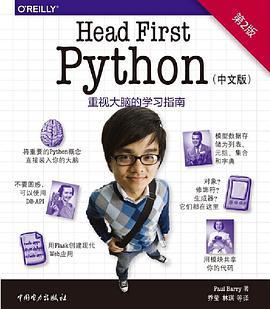 O'REILLY®
第2版
Head First
Python
(中文版)
重视大脑的学习指南
将重要的Python概念
直接装入你的大脑
模型数据存
储为列表、
元组、集合
和字典
不要困惑，
可以使用
DB-API
对象？
修饰符？
生成器？
它们都在这里
用Flask创建现代
Web应用
用模块共享
你的代码
中国电力出版社
Paul Barry 著
乔莹 林琪 等译